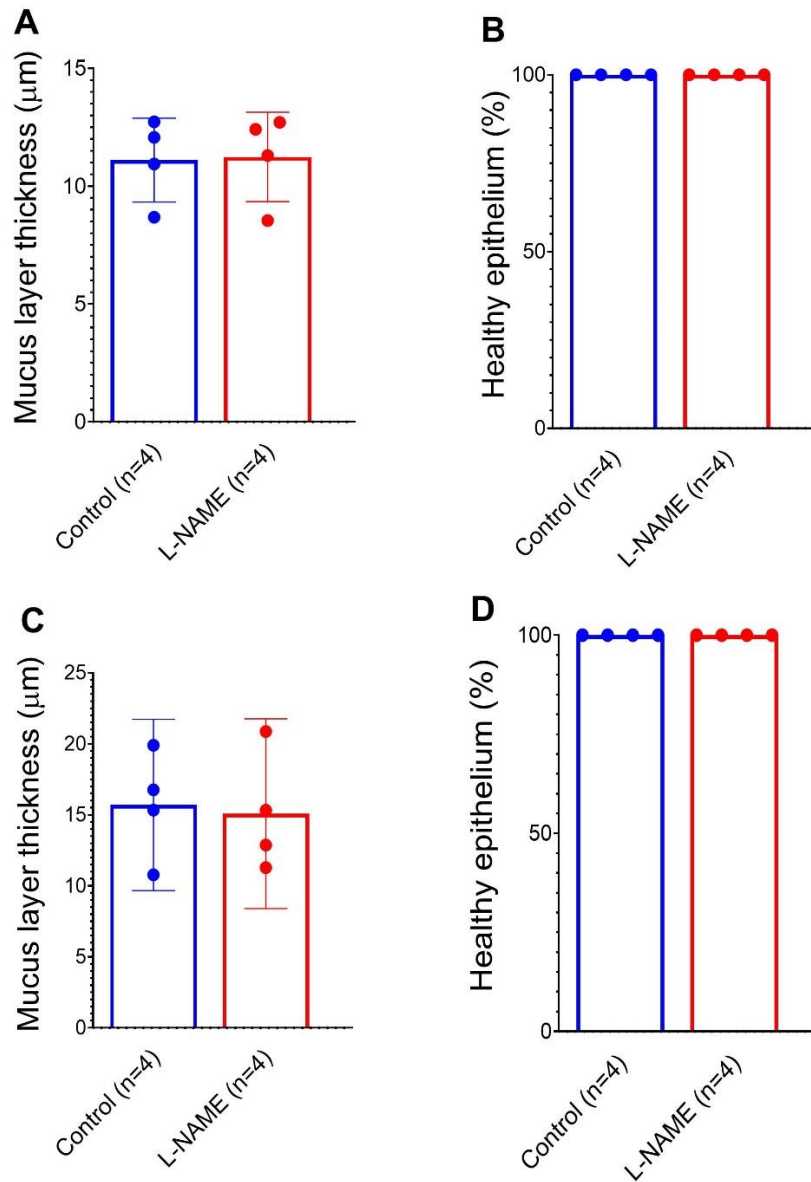 A
Mucus layer thickness (μm)
15
10
5
0
Control (n=4)
L-NAME (n=4)
B
Healthy epithelium (%)
100
50
0
Control (n=4)
L-NAME (n=4)
C
Mucus layer thickness (μm)
25
20
15
10
5
0
Control (n=4)
L-NAME (n=4)
D
Healthy epithelium (%)
100
50
0
Control (n=4)
L-NAME (n=4)